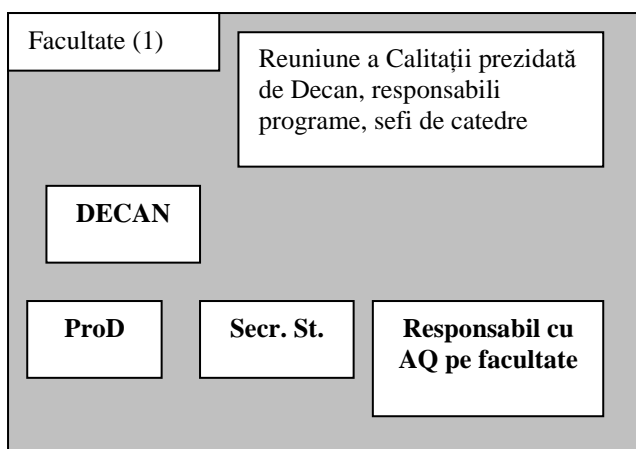 Facultate (1)
Reuniune a Calității prezidată
de Decan, responsabili
programe, sefi de catedre
DECAN
ProD
Secr. St.
Responsabil cu
AQ pe facultate